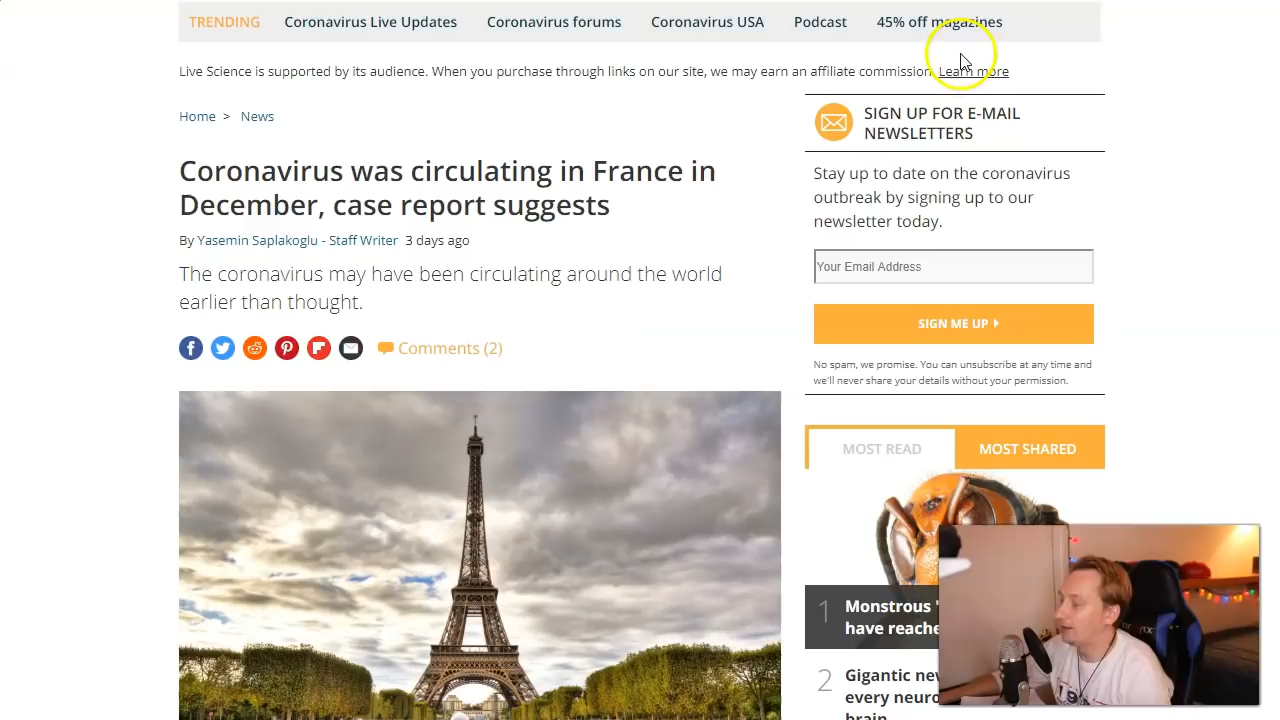 TRENDING Coronavirus Live Updates Coronavirus forums Coronavirus USA Podcast 45% off magazines
Live Science is supported by its audience. When you purchase through links on our site, we may earn an affiliate commission. Learn more
Home > News
Coronavirus was circulating in France in
December, case report suggests
By Yasemin Saplakoglu - Staff Writer 3 days ago
The coronavirus may have been circulating around the world
earlier than thought.
Comments (2)
SIGN UP FOR E-MAIL
NEWSLETTERS
Stay up to date on the coronavirus
outbreak by signing up to our
newsletter today.
Your Email Address
SIGN ME UP
No spam, we promise. You can unsubscribe at any time and
we'll never share your details without your permission.
MOST READ MOST SHARED
1 Monstrous '
have reache
2 Gigantic ne
every neuro
brain